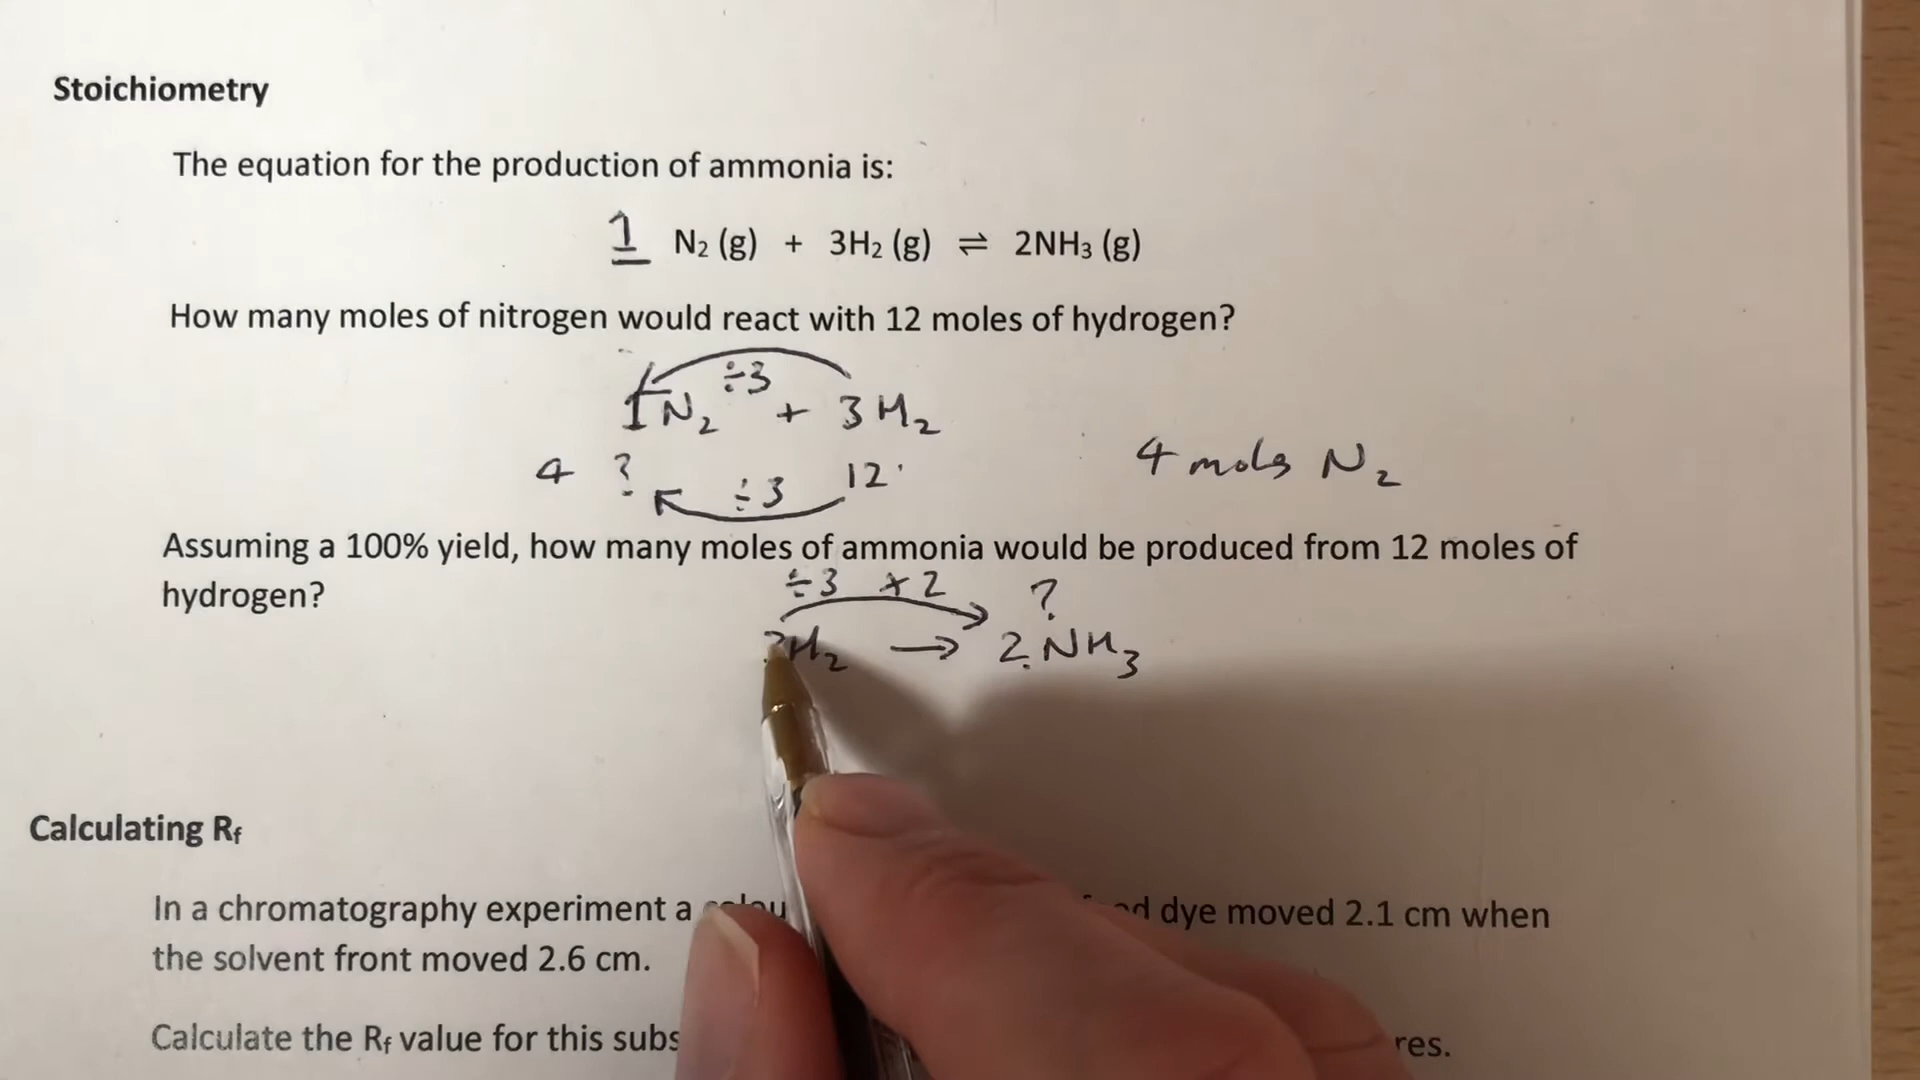 Stoichiometry
The equation for the production of ammonia is:
1 N₂ (g) + 3H₂ (g) ⇌ 2NH₃ (g)
How many moles of nitrogen would react with 12 moles of hydrogen?
÷3
1N₂ + 3H₂
4 ? 12
÷3
4 moles N₂
Assuming a 100% yield, how many moles of ammonia would be produced from 12 moles of
hydrogen?
÷3 ×2 ?
H₂ → 2NH₃
Calculating Rf
In a chromatography experiment a dye moved 2.1 cm when
the solvent front moved 2.6 cm.
Calculate the Rf value for this